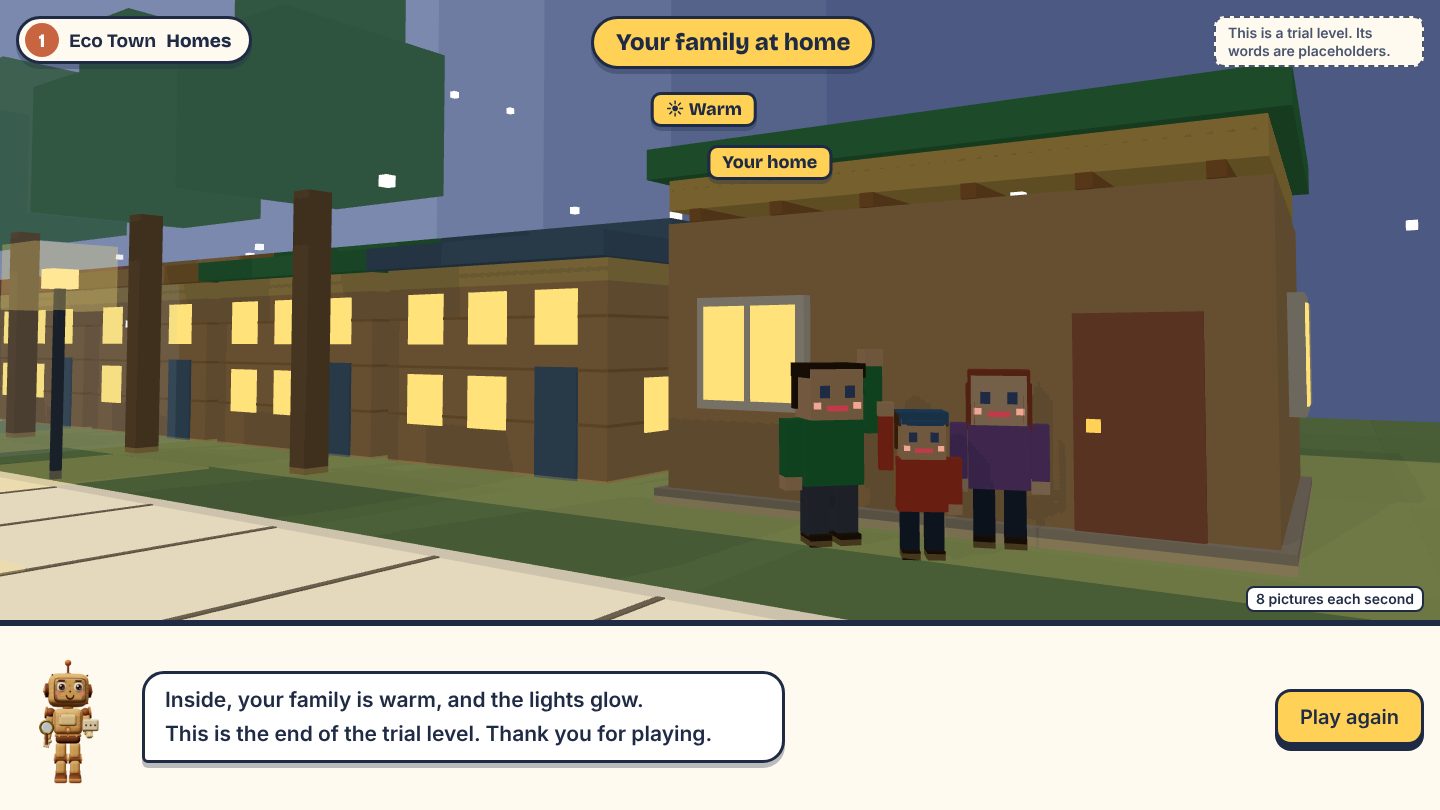 1 Eco Town Homes
Your family at home
This is a trial level. Its
words are placeholders.
☀ Warm
Your home
8 pictures each second
Inside, your family is warm, and the lights glow.
This is the end of the trial level. Thank you for playing.
Play again